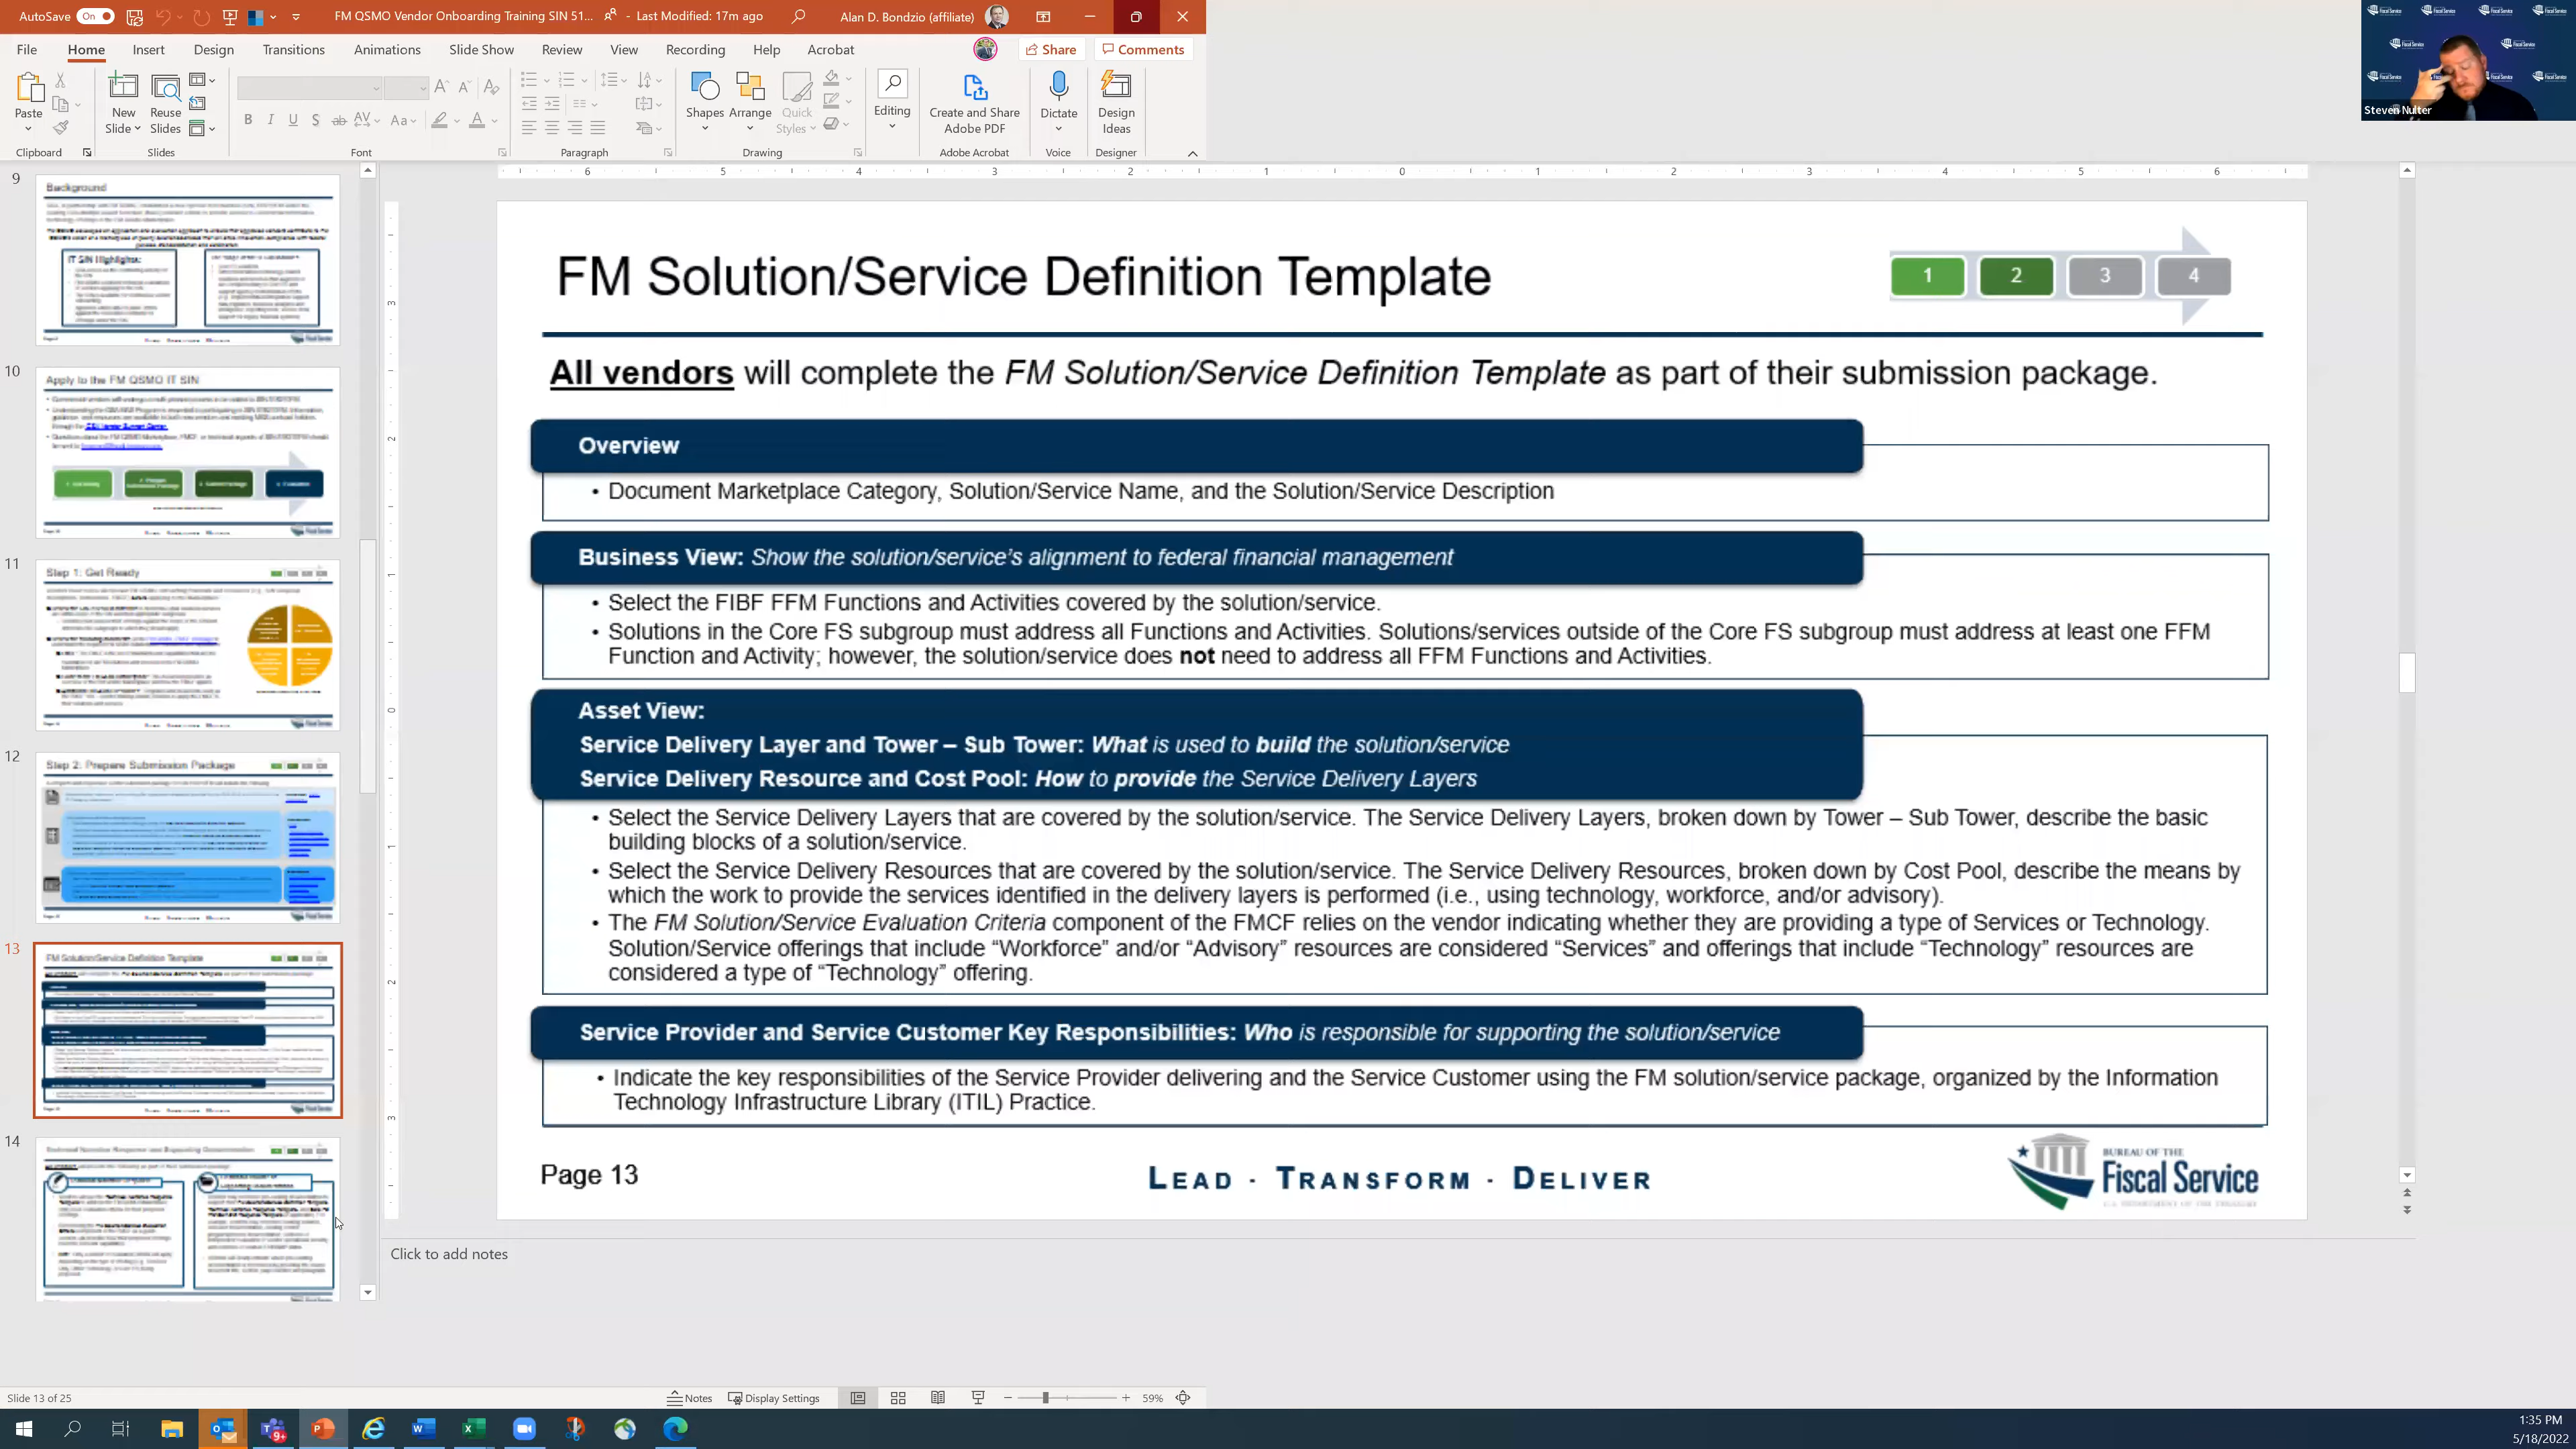 AutoSave On
FM QSMO Vendor Onboarding Training SIN 51... - Last Modified: 17m ago
Alan D. Bondzio (affiliate)
File Home Insert Design Transitions Animations Slide Show Review View Recording Help Acrobat
Share Comments
Paste
New Slide
Reuse Slides
Shapes
Arrange
Quick Styles
Editing
Create and Share Adobe PDF
Dictate
Design Ideas
Clipboard Slides Font Paragraph Drawing Adobe Acrobat Voice Designer
Steven Nulter
9
Background
IT SIN Highlights:
10
Apply to the FM QSMO IT SIN
11
Step 1: Get Ready
12
Step 2: Prepare Submission Package
13
FM Solution/Service Definition Template
14
FM Solution/Service Definition Template
1 2 3 4
All vendors will complete the FM Solution/Service Definition Template as part of their submission package.
Overview
• Document Marketplace Category, Solution/Service Name, and the Solution/Service Description
Business View: Show the solution/service's alignment to federal financial management
• Select the FIBF FFM Functions and Activities covered by the solution/service.
• Solutions in the Core FS subgroup must address all Functions and Activities. Solutions/services outside of the Core FS subgroup must address at least one FFM
Function and Activity; however, the solution/service does not need to address all FFM Functions and Activities.
Asset View:
Service Delivery Layer and Tower – Sub Tower: What is used to build the solution/service
Service Delivery Resource and Cost Pool: How to provide the Service Delivery Layers
• Select the Service Delivery Layers that are covered by the solution/service. The Service Delivery Layers, broken down by Tower – Sub Tower, describe the basic
building blocks of a solution/service.
• Select the Service Delivery Resources that are covered by the solution/service. The Service Delivery Resources, broken down by Cost Pool, describe the means by
which the work to provide the services identified in the delivery layers is performed (i.e., using technology, workforce, and/or advisory).
• The FM Solution/Service Evaluation Criteria component of the FMCF relies on the vendor indicating whether they are providing a type of Services or Technology.
Solution/Service offerings that include “Workforce” and/or “Advisory” resources are considered “Services” and offerings that include “Technology” resources are
considered a type of “Technology” offering.
Service Provider and Service Customer Key Responsibilities: Who is responsible for supporting the solution/service
• Indicate the key responsibilities of the Service Provider delivering and the Service Customer using the FM solution/service package, organized by the Information
Technology Infrastructure Library (ITIL) Practice.
Page 13
LEAD · TRANSFORM · DELIVER
BUREAU OF THE
Fiscal Service
U.S. DEPARTMENT OF THE TREASURY
Click to add notes
Slide 13 of 25
Notes Display Settings 59%
1:35 PM
5/18/2022